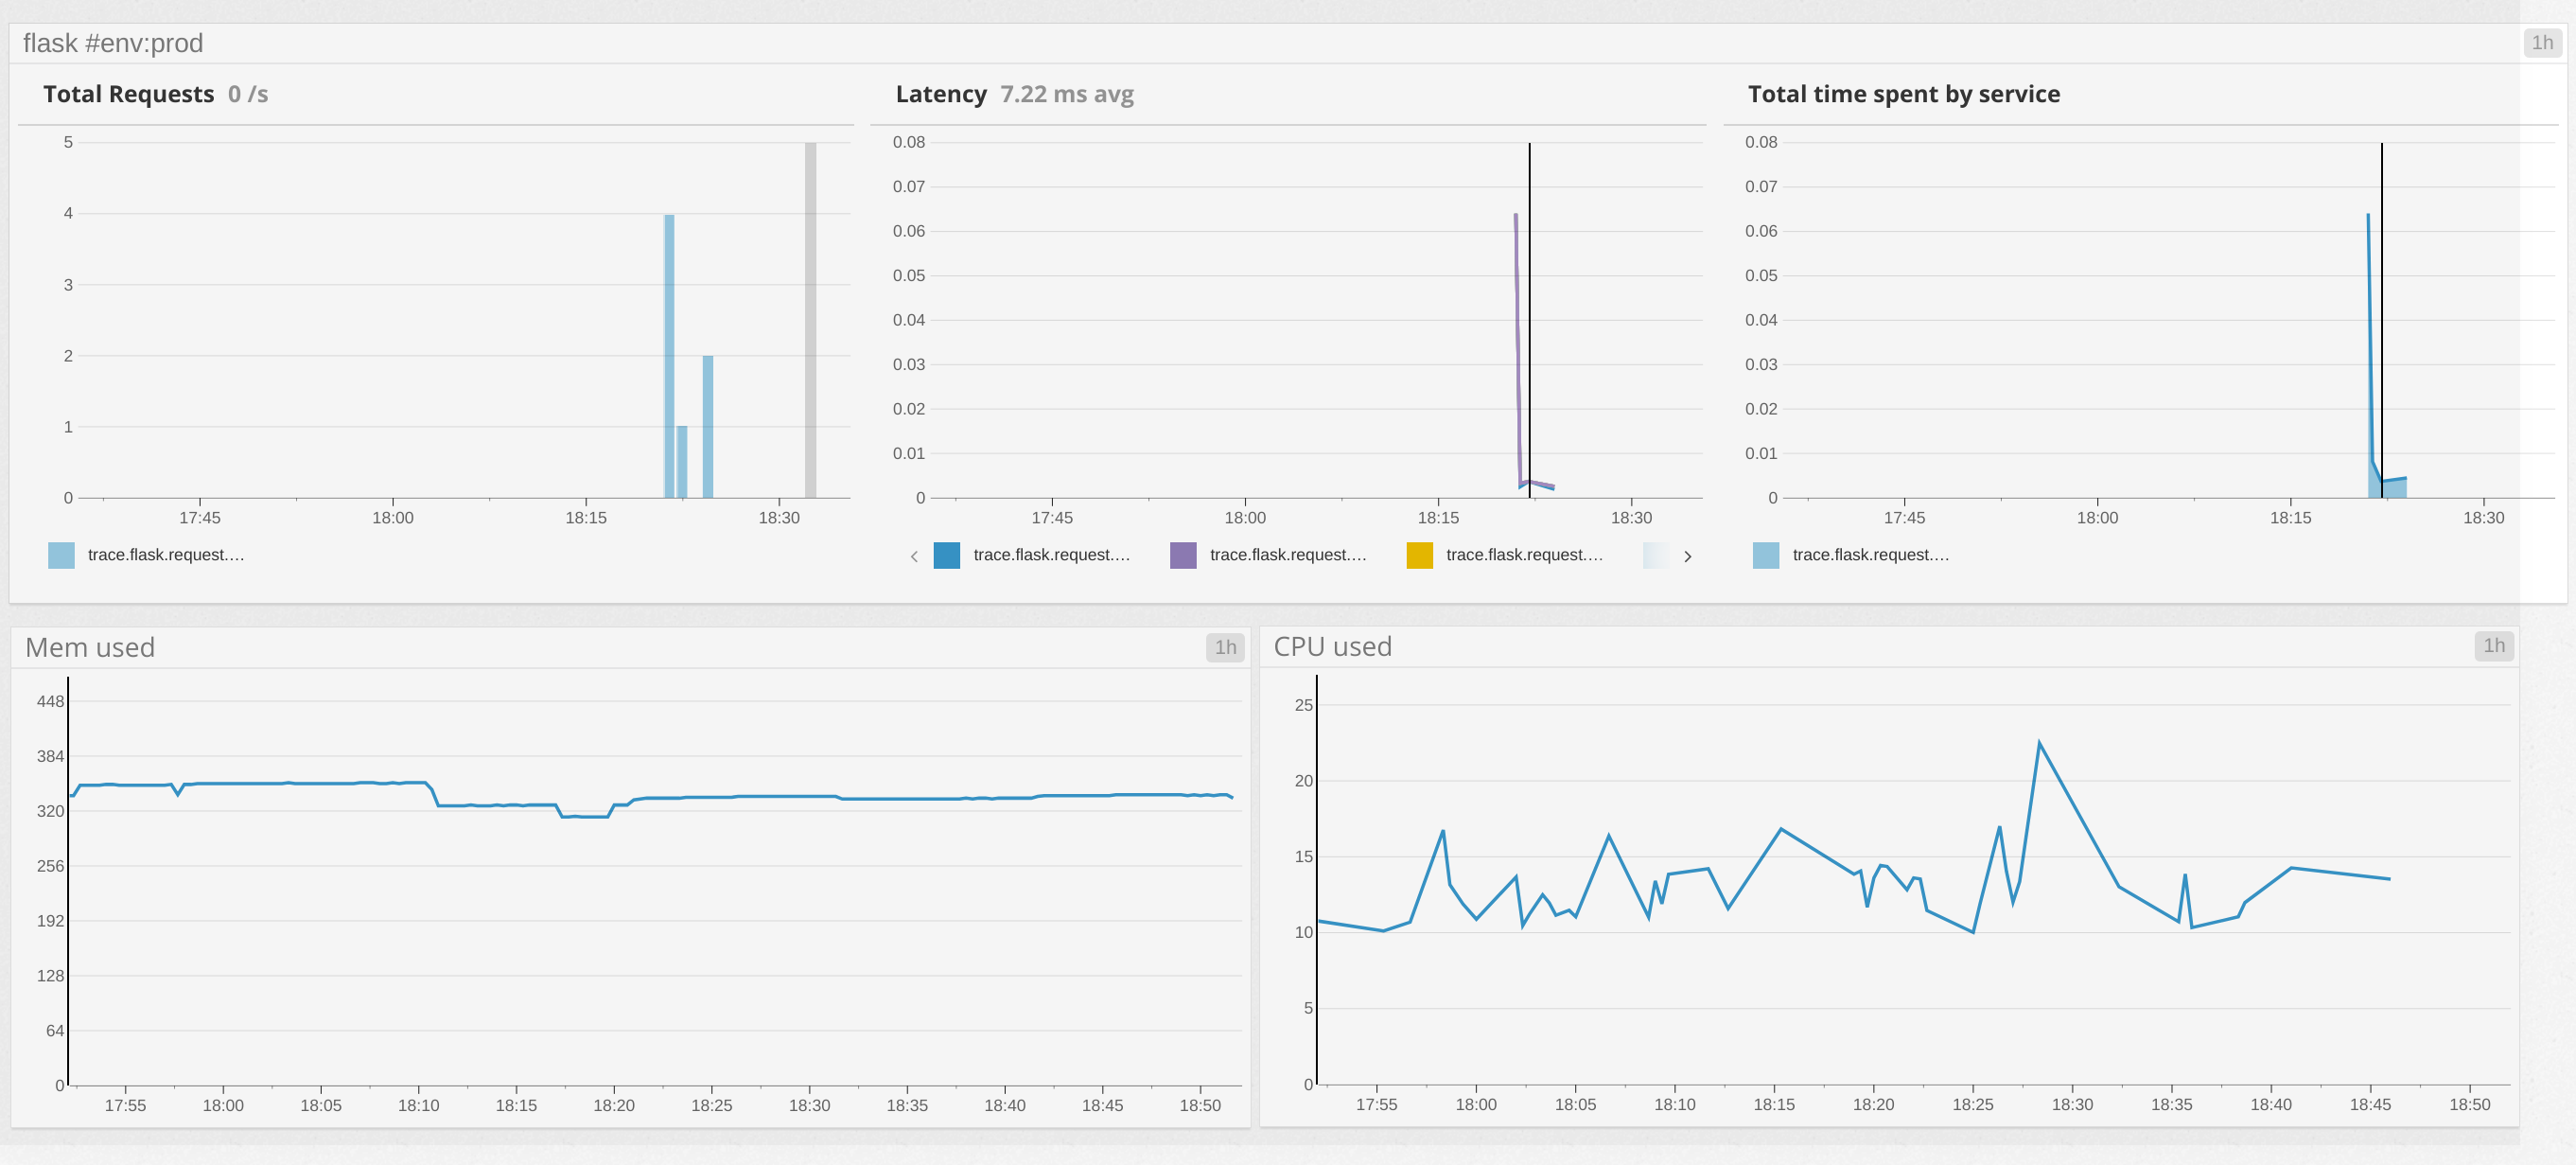 flask #env:prod 1h
Total Requests 0 /s
5
4
3
2
1
0
17:45 18:00 18:15 18:30
trace.flask.request....
Latency 7.22 ms avg
0.08
0.07
0.06
0.05
0.04
0.03
0.02
0.01
0
17:45 18:00 18:15 18:30
< trace.flask.request.... trace.flask.request.... trace.flask.request.... >
Total time spent by service
0.08
0.07
0.06
0.05
0.04
0.03
0.02
0.01
0
17:45 18:00 18:15 18:30
trace.flask.request....
Mem used 1h
448
384
320
256
192
128
64
0
17:55 18:00 18:05 18:10 18:15 18:20 18:25 18:30 18:35 18:40 18:45 18:50
CPU used 1h
25
20
15
10
5
0
17:55 18:00 18:05 18:10 18:15 18:20 18:25 18:30 18:35 18:40 18:45 18:50